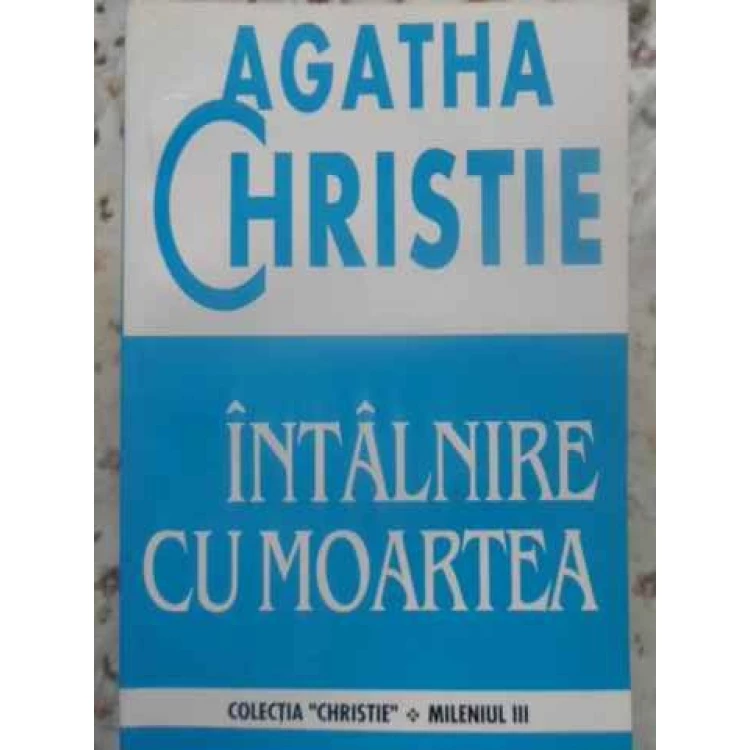 AGATHA
CHRISTIE
ÎNTÂLNIRE
CU MOARTEA
COLECȚIA "CHRISTIE" ❖ MILENIUL III